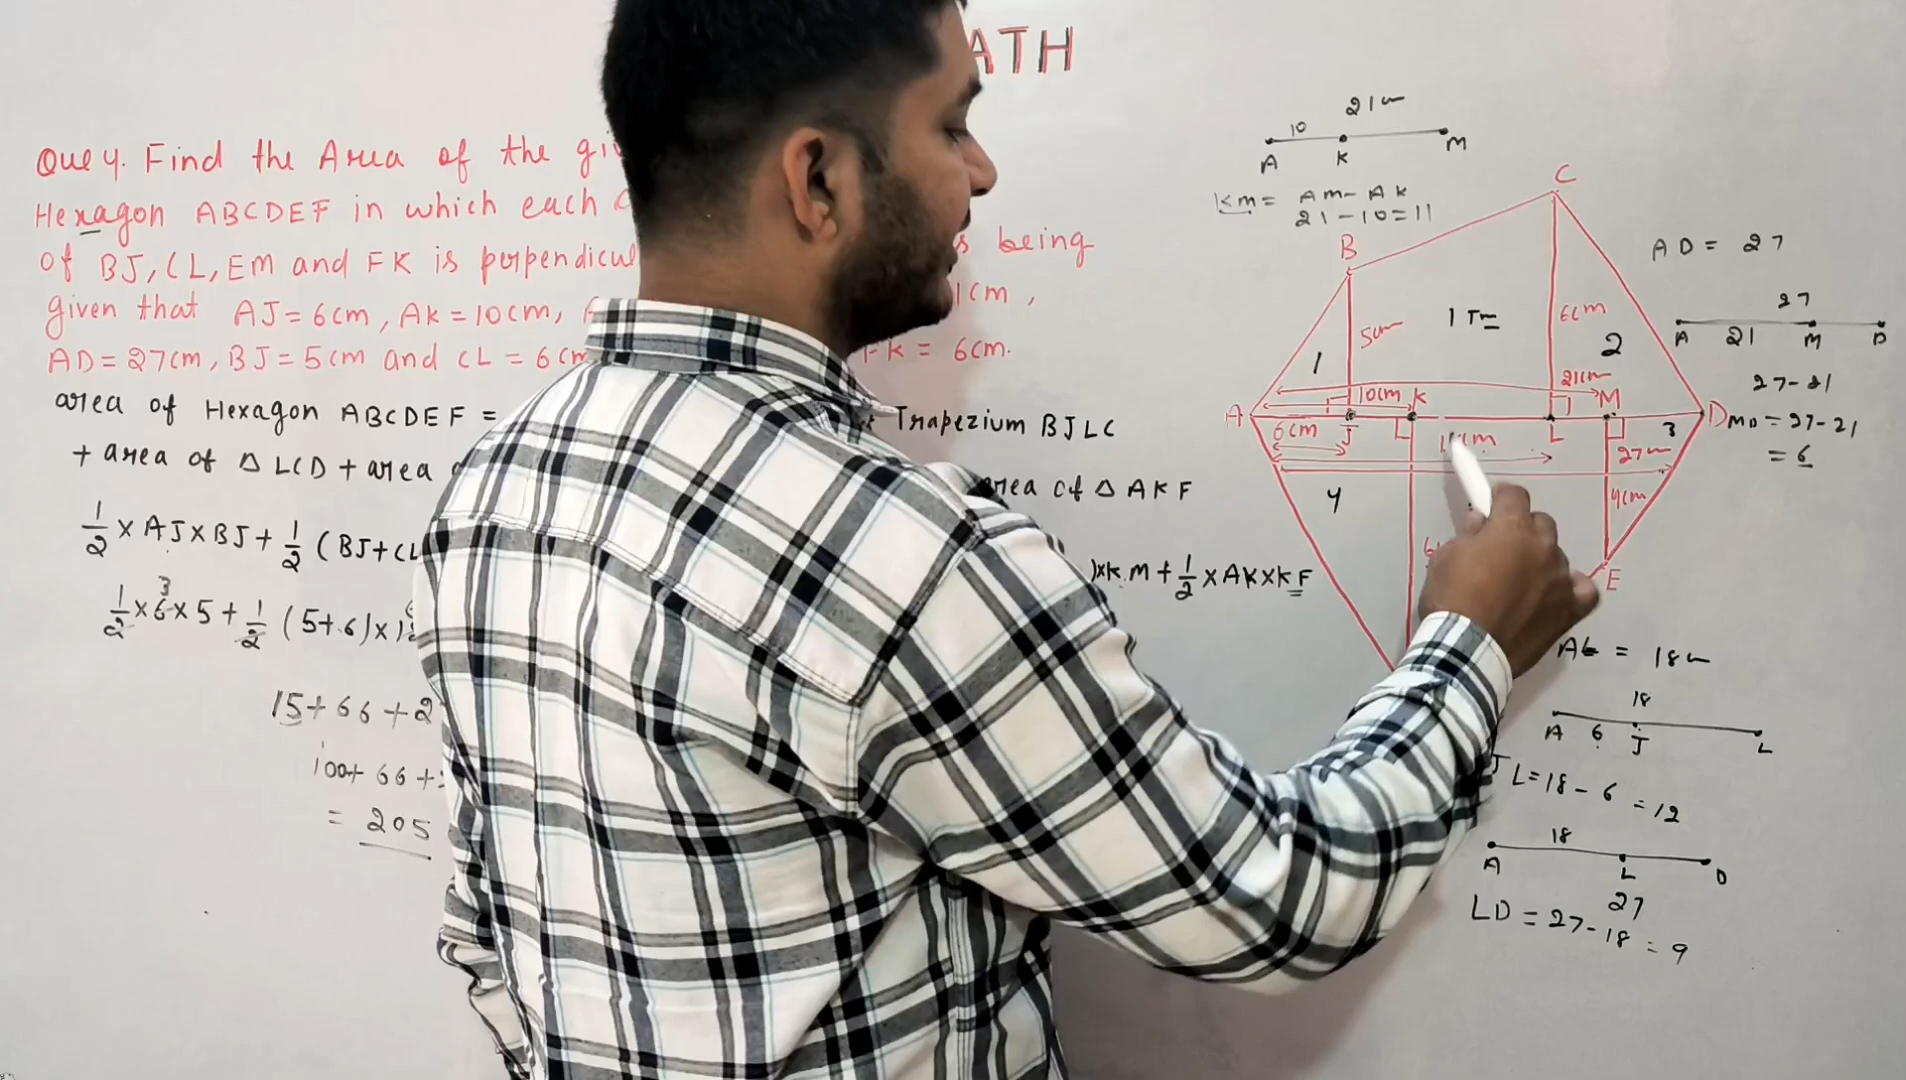 ATH
Que 4. Find the Area of the
Hexagon ABCDEF in which each
of BJ, CL, EM and FK is being
given that AJ = 6cm, AK = 10cm, 1cm,
AD = 27cm, BJ = 5cm and CL = 6cm FK = 6cm.
area of Hexagon ABCDEF = Trapezium BJLC
+ area of Δ LCD + area area of Δ AKF
1/2 × AJ × BJ + 1/2 (BJ + CL )×KM + 1/2 × AK × KF
3
1/2 × 6 × 5 + 1/2 (5+6) × 1
15 + 66 + 2
100 + 66 +
= 205
21cm
10
A K M
KM = AM - AK
21 - 10 = 11
C
B
5cm
6cm
1
2
21cm
10cm K
M
A
D
6cm
J
L
27cm
3
4
4cm
E
AD = 27
27
A 21 M D
27 - 21
MD = 27 - 21
= 6
AL = 18cm
18
A 6 J L
JL = 18 - 6 = 12
18
A L D
27
LD = 27 - 18 = 9